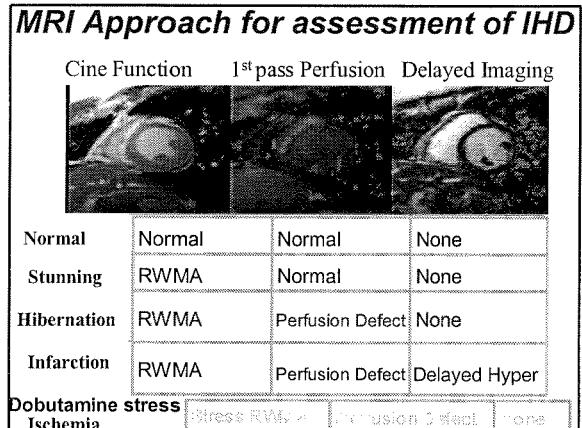 MRI Approach for assessment of IHD
Cine Function 1st pass Perfusion Delayed Imaging
Normal Normal Normal None
Stunning RWMA Normal None
Hibernation RWMA Perfusion Defect None
Infarction RWMA Perfusion Defect Delayed Hyper
Dobutamine stress
Ischemia Stress